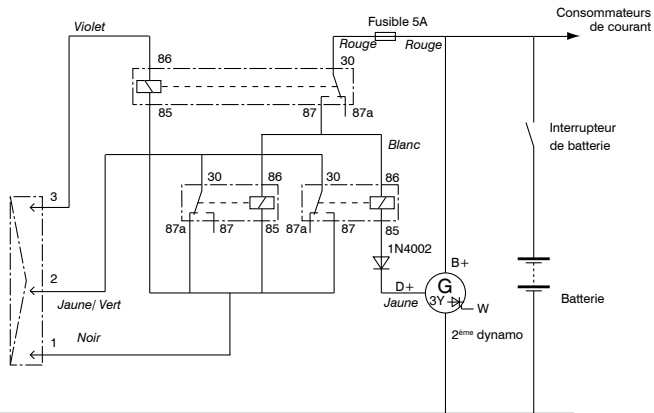 Violet
Fusible 5A
Consommateurs
de courant
Rouge
Rouge
86
30
85
87
87a
Blanc
Interrupteur
de batterie
30
86
30
86
3
87a
87
85
87a
87
85
1N4002
2
B+
Jaune/ Vert
D+
G
Jaune
3Y
W
Batterie
1
Noir
2ème dynamo